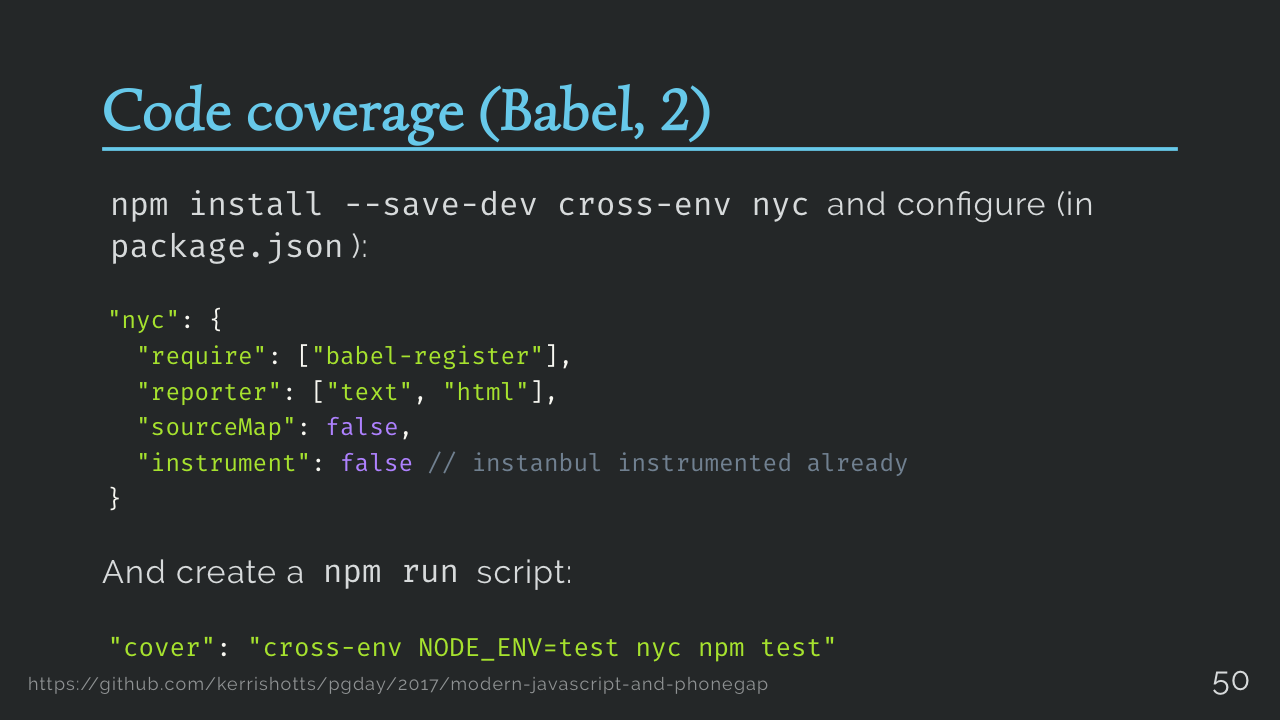 Code coverage (Babel, 2)
npm install --save-dev cross-env nyc and configure (in
package.json):
"nyc": {
  "require": ["babel-register"],
  "reporter": ["text", "html"],
  "sourceMap": false,
  "instrument": false // instanbul instrumented already
}
And create a npm run script:
"cover": "cross-env NODE_ENV=test nyc npm test"
https://github.com/kerrishotts/pgday/2017/modern-javascript-and-phonegap
50